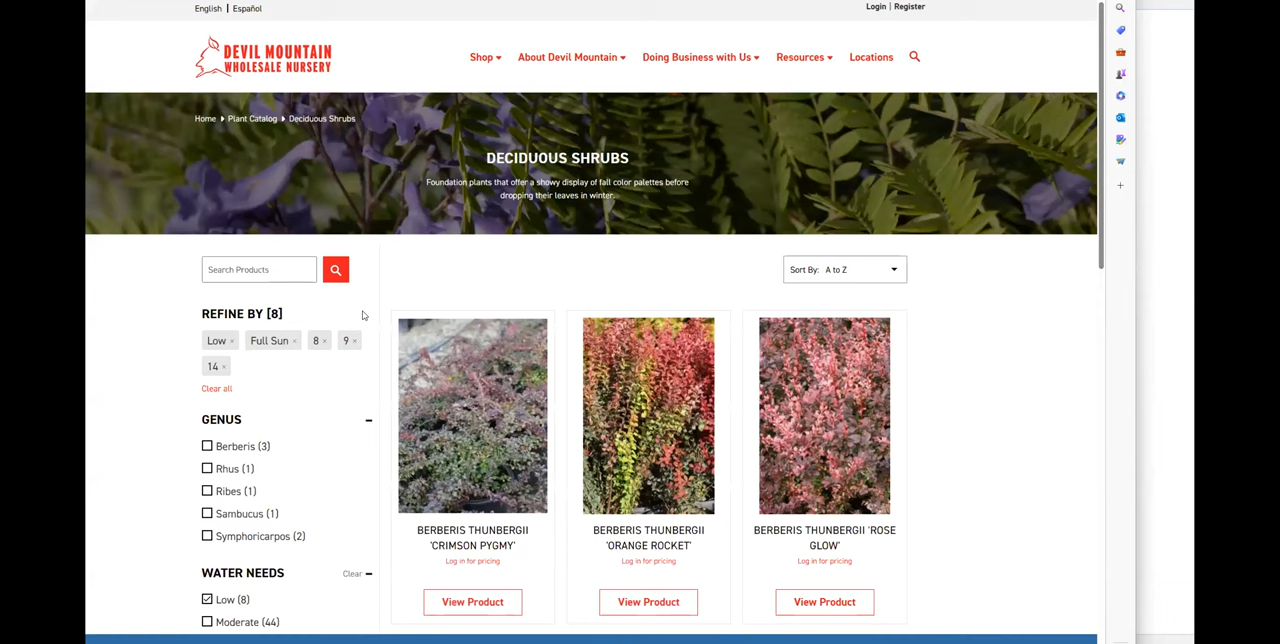 English | Español
Login | Register
DEVIL MOUNTAIN
WHOLESALE NURSERY
Shop
About Devil Mountain
Doing Business with Us
Resources
Locations
Home
Plant Catalog
Deciduous Shrubs
DECIDUOUS SHRUBS
Foundation plants that offer a showy display of fall color palettes before
dropping their leaves in winter.
Search Products
Sort By: A to Z
REFINE BY [8]
Low ×
Full Sun ×
8 ×
9 ×
14 ×
Clear all
GENUS
Berberis (3)
Rhus (1)
Ribes (1)
Sambucus (1)
Symphoricarpos (2)
WATER NEEDS
Clear
Low (8)
Moderate (44)
BERBERIS THUNBERGII
'CRIMSON PYGMY'
Log in for pricing
View Product
BERBERIS THUNBERGII
'ORANGE ROCKET'
Log in for pricing
View Product
BERBERIS THUNBERGII 'ROSE
GLOW'
Log in for pricing
View Product